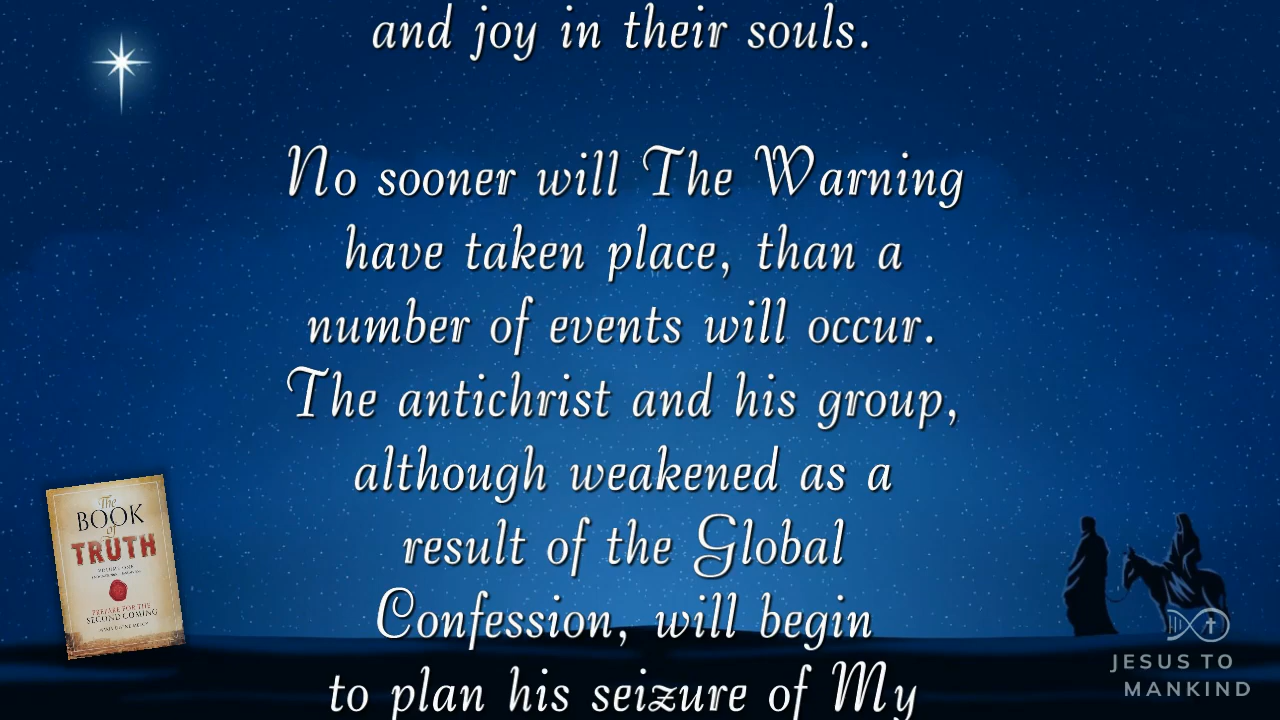 and joy in their souls.
No sooner will The Warning
have taken place, than a
number of events will occur.
The antichrist and his group,
although weakened as a
result of the Global
Confession, will begin
to plan his seizure of My
The
BOOK
of
TRUTH
PREPARE FOR THE
SECOND COMING
JESUS TO
MANKIND